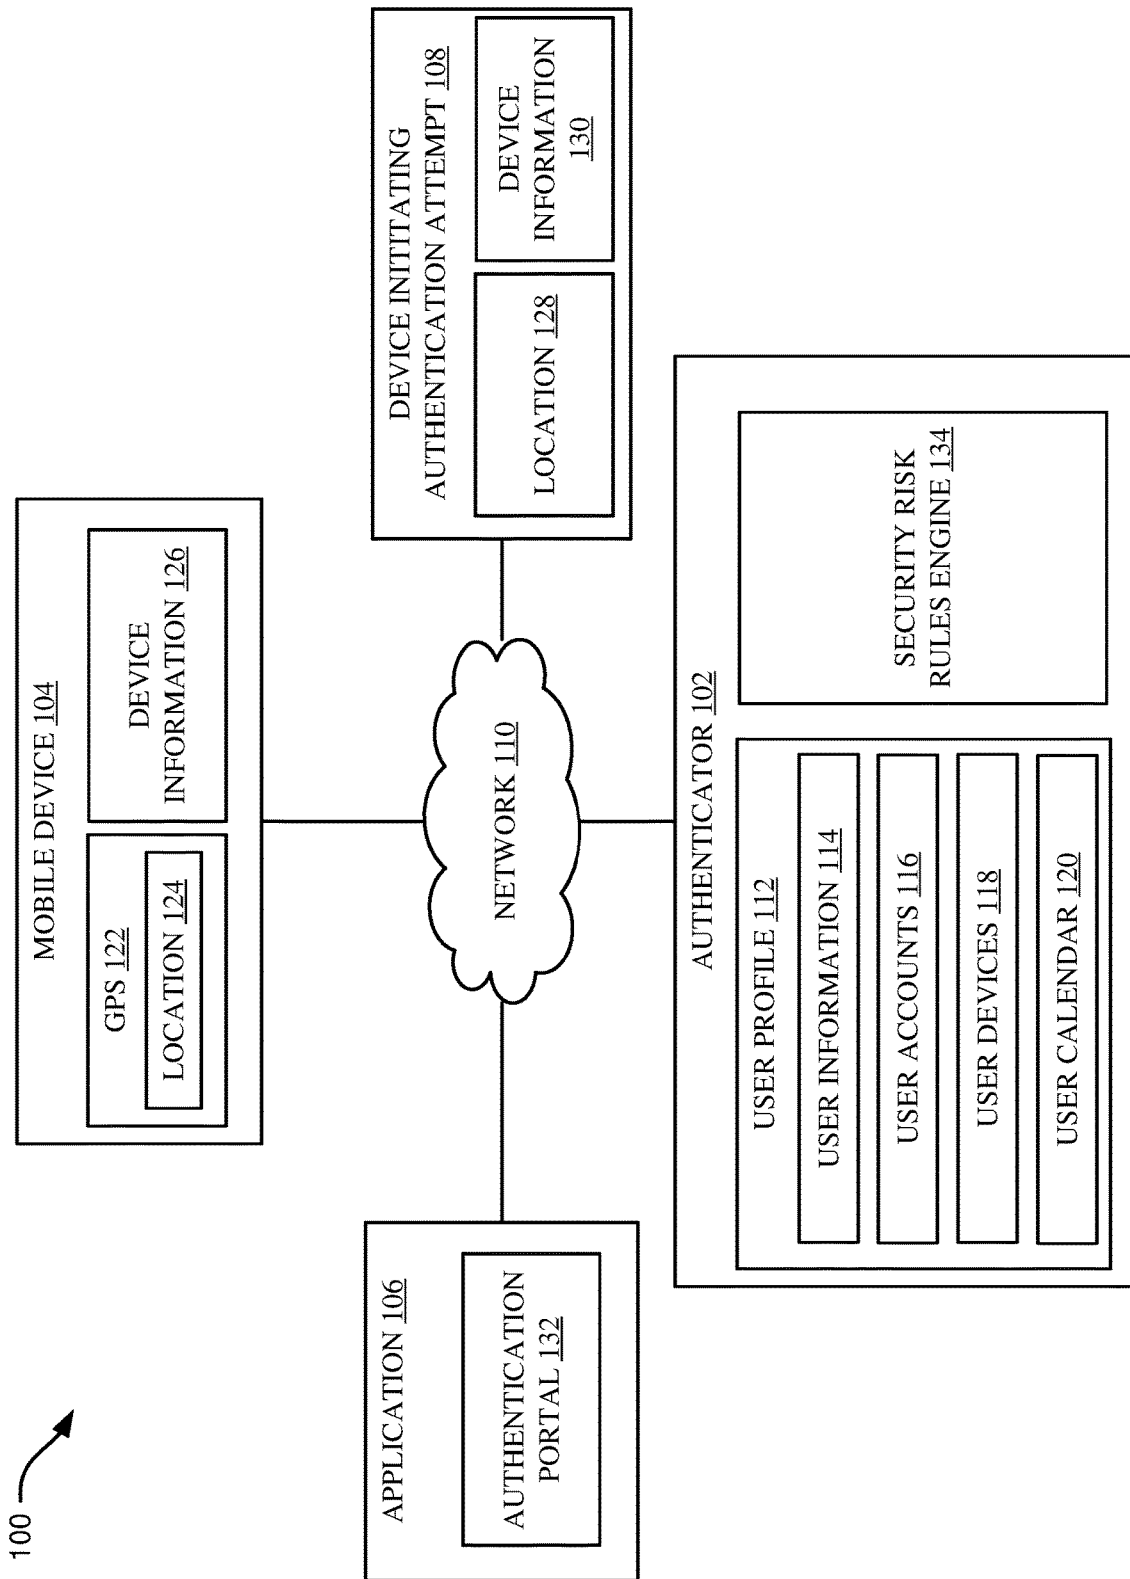 100
MOBILE DEVICE 104
GPS 122
LOCATION 124
DEVICE
INFORMATION 126
APPLICATION 106
AUTHENTICATION
PORTAL 132
NETWORK 110
DEVICE INITITATING
AUTHENTICATION ATTEMPT 108
LOCATION 128
DEVICE
INFORMATION
130
AUTHENTICATOR 102
USER PROFILE 112
USER INFORMATION 114
USER ACCOUNTS 116
USER DEVICES 118
USER CALENDAR 120
SECURITY RISK
RULES ENGINE 134